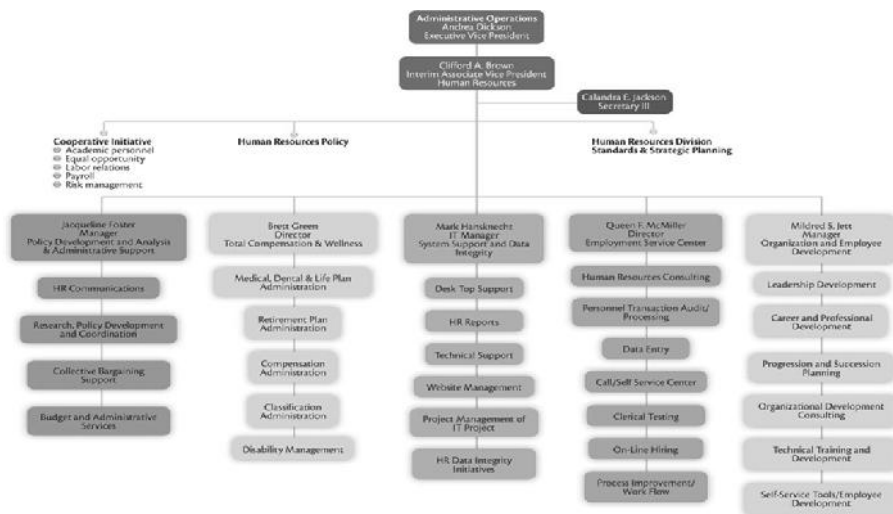 Administrative Operations
Andrea Dickson
Executive Vice President
Clifford A. Brown
Interim Associate Vice President
Human Resources
Calandra E. Jackson
Secretary III
Cooperative Initiative
Academic personnel
Equal opportunity
Labor relations
Payroll
Risk management
Human Resources Policy
Human Resources Division
Standards & Strategic Planning
Jacqueline Foster
Manager
Policy Development and Analysis
& Administrative Support
HR Communications
Research, Policy Development
and Coordination
Collective Bargaining
Support
Budget and Administrative
Services
Brett Green
Director
Total Compensation & Wellness
Medical, Dental & Life Plan
Administration
Retirement Plan
Administration
Compensation
Administration
Classification
Administration
Disability Management
Mark Hansknecht
IT Manager
System Support and Data
Integrity
Desk Top Support
HR Reports
Technical Support
Website Management
Project Management of
IT Project
HR Data Integrity
Initiatives
Queen F. McMiller
Director
Employment Service Center
Human Resources Consulting
Personnel Transaction Audit/
Processing
Data Entry
Call/Self Service Center
Clerical Testing
On-Line Hiring
Process Improvement/
Work Flow
Mildred S. Jett
Manager
Organization and Employee
Development
Leadership Development
Career and Professional
Development
Progression and Succession
Planning
Organizational Development
Consulting
Technical Training and
Development
Self-Service Tools/Employee
Development